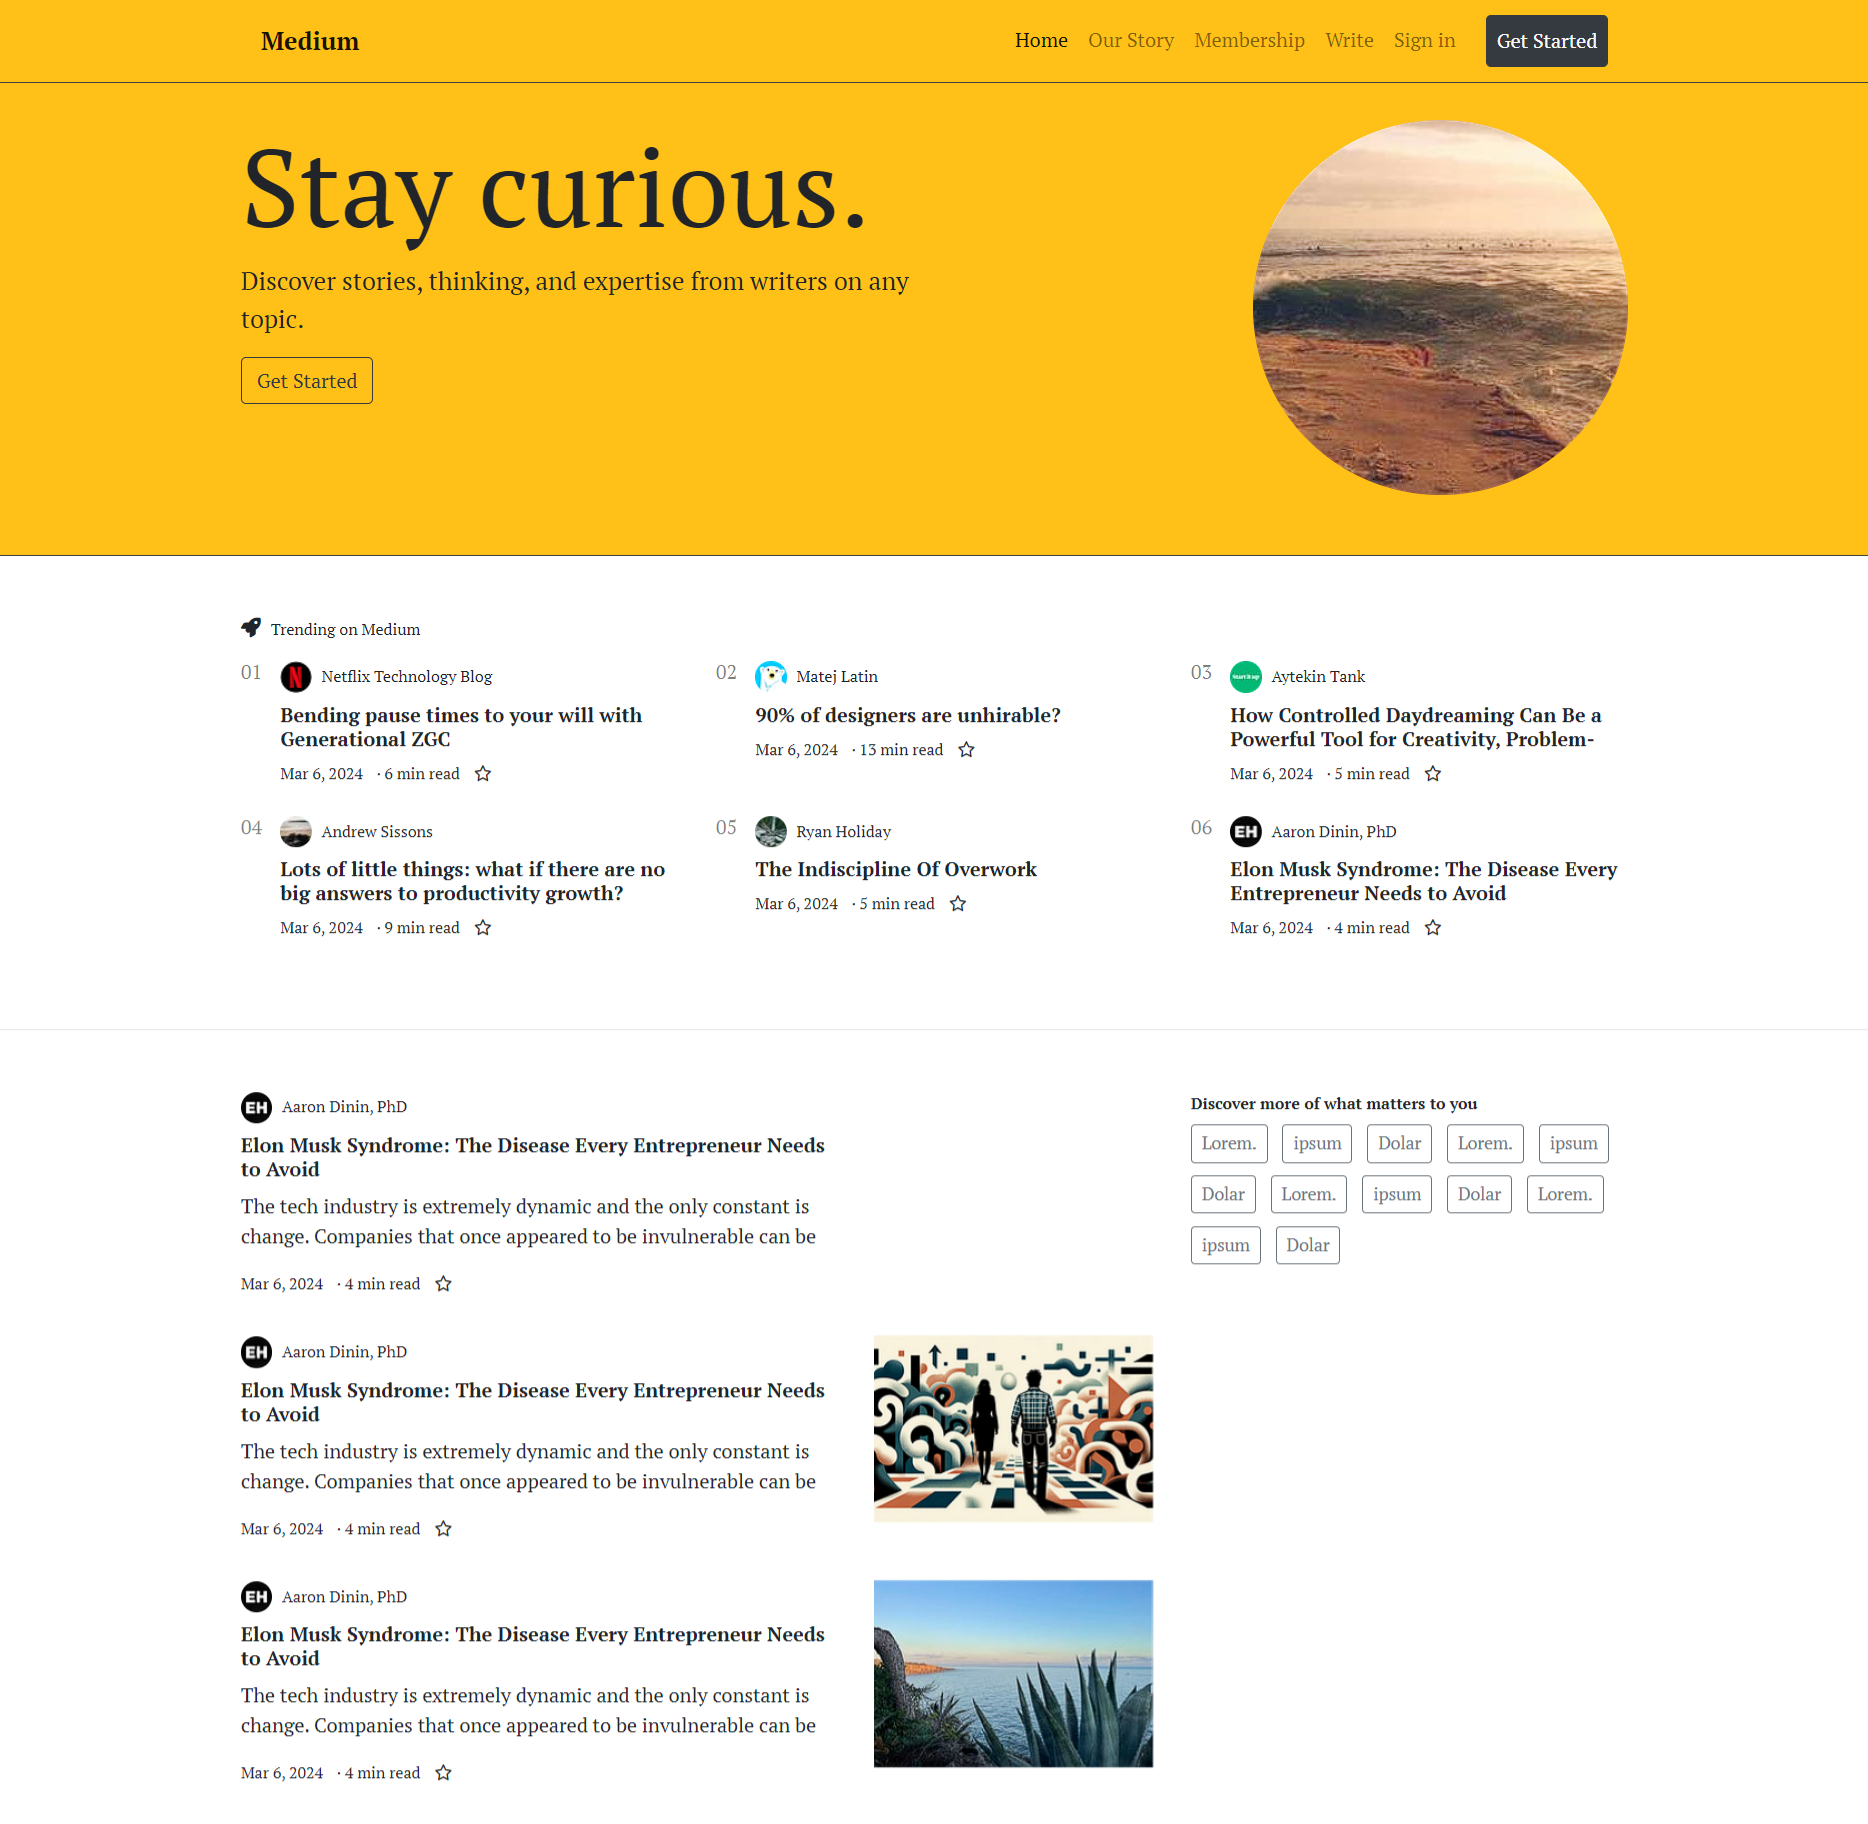 Medium
Home Our Story Membership Write Sign in Get Started
Stay curious.
Discover stories, thinking, and expertise from writers on any
topic.
Get Started
Trending on Medium
01 Netflix Technology Blog
Bending pause times to your will with
Generational ZGC
Mar 6, 2024 · 6 min read
02 Matej Latin
90% of designers are unhirable?
Mar 6, 2024 · 13 min read
03 Start it up Aytekin Tank
How Controlled Daydreaming Can Be a
Powerful Tool for Creativity, Problem-
Mar 6, 2024 · 5 min read
04 Andrew Sissons
Lots of little things: what if there are no
big answers to productivity growth?
Mar 6, 2024 · 9 min read
05 Ryan Holiday
The Indiscipline Of Overwork
Mar 6, 2024 · 5 min read
06 EH Aaron Dinin, PhD
Elon Musk Syndrome: The Disease Every
Entrepreneur Needs to Avoid
Mar 6, 2024 · 4 min read
EH Aaron Dinin, PhD
Elon Musk Syndrome: The Disease Every Entrepreneur Needs
to Avoid
The tech industry is extremely dynamic and the only constant is
change. Companies that once appeared to be invulnerable can be
Mar 6, 2024 · 4 min read
EH Aaron Dinin, PhD
Elon Musk Syndrome: The Disease Every Entrepreneur Needs
to Avoid
The tech industry is extremely dynamic and the only constant is
change. Companies that once appeared to be invulnerable can be
Mar 6, 2024 · 4 min read
EH Aaron Dinin, PhD
Elon Musk Syndrome: The Disease Every Entrepreneur Needs
to Avoid
The tech industry is extremely dynamic and the only constant is
change. Companies that once appeared to be invulnerable can be
Mar 6, 2024 · 4 min read
Discover more of what matters to you
Lorem. ipsum Dolar Lorem. ipsum
Dolar Lorem. ipsum Dolar Lorem.
ipsum Dolar